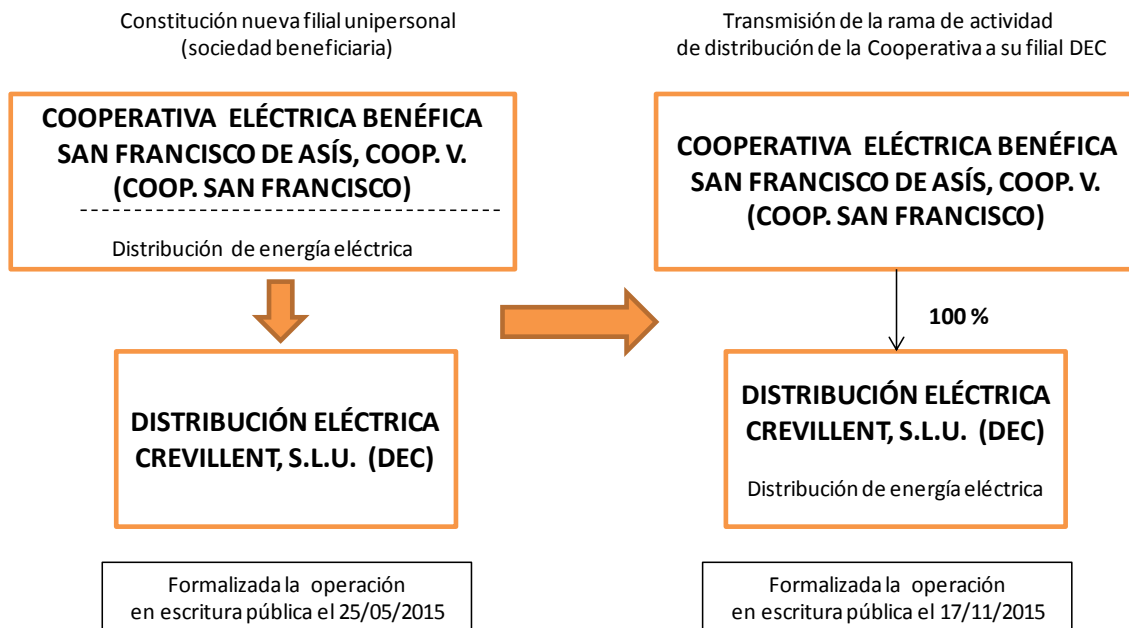 Constitución nueva filial unipersonal
(sociedad beneficiaria)
COOPERATIVA ELÉCTRICA BENÉFICA
SAN FRANCISCO DE ASÍS, COOP. V.
(COOP. SAN FRANCISCO)
Distribución de energía eléctrica
DISTRIBUCIÓN ELÉCTRICA
CREVILLENT, S.L.U. (DEC)
Formalizada la operación
en escritura pública el 25/05/2015
Transmisión de la rama de actividad
de distribución de la Cooperativa a su filial DEC
COOPERATIVA ELÉCTRICA BENÉFICA
SAN FRANCISCO DE ASÍS, COOP. V.
(COOP. SAN FRANCISCO)
100 %
DISTRIBUCIÓN ELÉCTRICA
CREVILLENT, S.L.U. (DEC)
Distribución de energía eléctrica
Formalizada la operación
en escritura pública el 17/11/2015